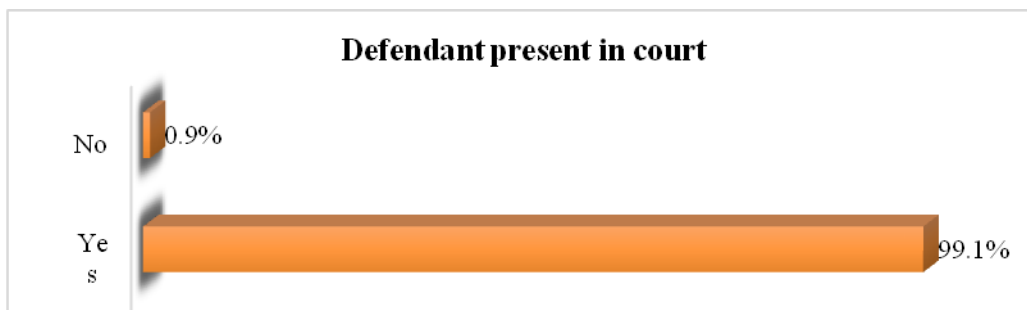 Defendant present in court
No
0.9%
Ye
s
99.1%